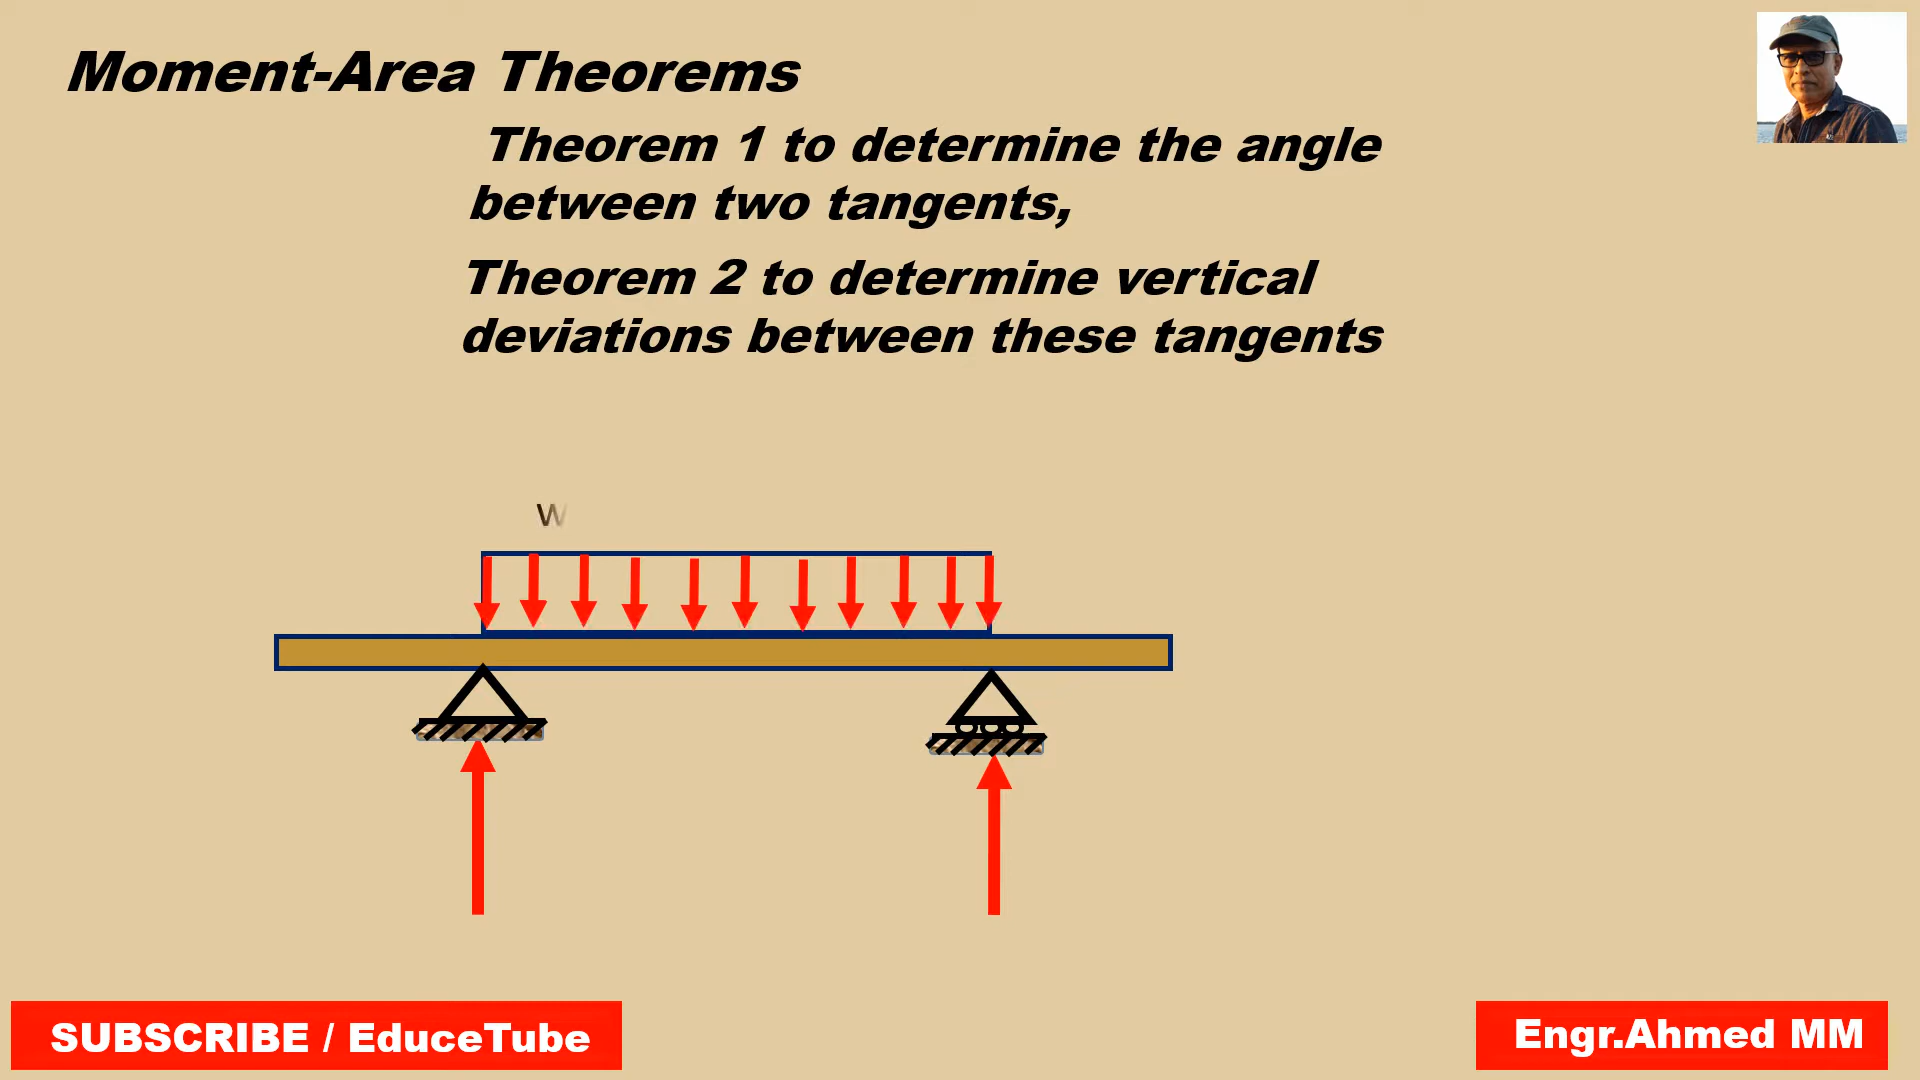 Moment-Area Theorems
Theorem 1 to determine the angle
between two tangents,
Theorem 2 to determine vertical
deviations between these tangents
W
SUBSCRIBE / EduceTube
Engr.Ahmed MM